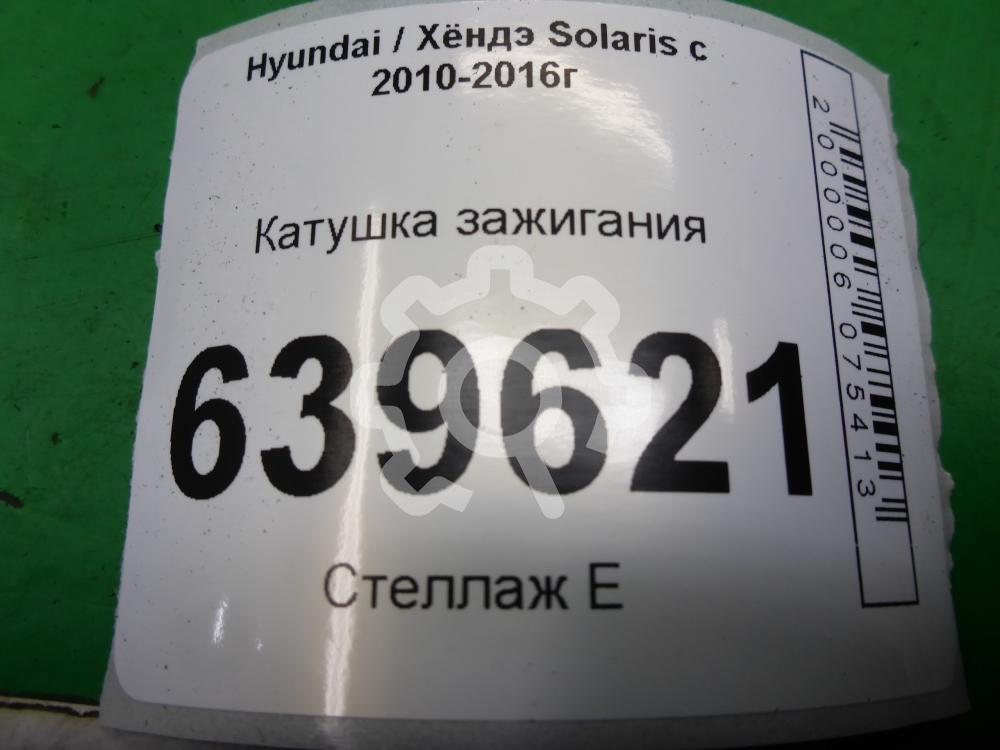 Hyundai / Хёндэ Solaris с
2010-2016г
Катушка зажигания
639621
Стеллаж Е
2000006075413